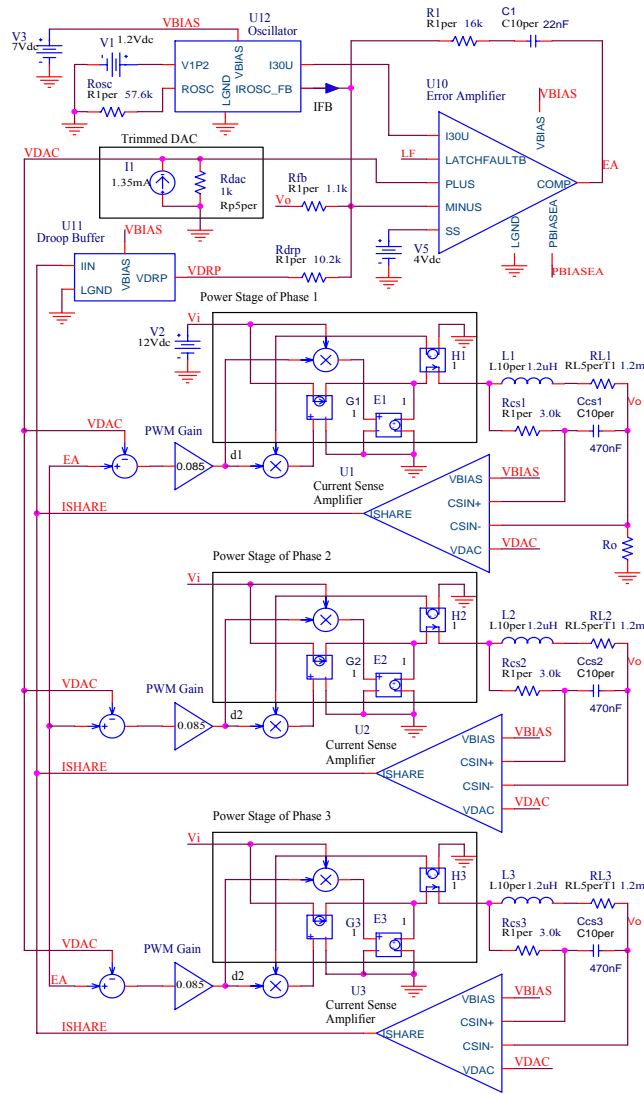 V3
7Vdc
VBIAS
V1
1.2Vdc
U12
Oscillator
V1P2
ROSC
VBIAS
LGND
I30U
IROSC_FB
IFB
Rosc
R1per 57.6k
R1
R1per 16k
C1
C10per 22nF
U10
Error Amplifier
VBIAS
VBIAS
I30U
LATCHFAULTB
PLUS
MINUS
SS
COMP
LGND
PBIASEA
EA
LF
PBIASEA
V5
4Vdc
Trimmed DAC
VDAC
I1
1.35mA
Rdac
1k
Rp5per
Rfb
R1per 1.1k
Vo
U11
Droop Buffer
VBIAS
IIN
LGND
VBIAS
VDRP
VDRP
Rdrp
R1per 10.2k
Power Stage of Phase 1
Vi
V2
12Vdc
H1
1
G1
1
E1
1
L1
L10per 1.2uH
RL1
RL5perT1 1.2m
Vo
Rcs1
R1per 3.0k
Ccs1
C10per
470nF
VDAC
EA
PWM Gain
0.085
d1
U1
Current Sense
Amplifier
ISHARE
ISHARE
VBIAS
CSIN+
CSIN-
VDAC
VBIAS
VDAC
Ro
Power Stage of Phase 2
Vi
H2
1
G2
1
E2
1
L2
L10per 1.2uH
RL2
RL5perT1 1.2m
Vo
Rcs2
R1per 3.0k
Ccs2
C10per
470nF
VDAC
EA
PWM Gain
0.085
d2
U2
Current Sense
Amplifier
ISHARE
ISHARE
VBIAS
CSIN+
CSIN-
VDAC
VBIAS
VDAC
Power Stage of Phase 3
Vi
H3
1
G3
1
E3
1
L3
L10per 1.2uH
RL3
RL5perT1 1.2m
Vo
Rcs3
R1per 3.0k
Ccs3
C10per
470nF
VDAC
EA
PWM Gain
0.085
d2
U3
Current Sense
Amplifier
ISHARE
ISHARE
VBIAS
CSIN+
CSIN-
VDAC
VBIAS
VDAC